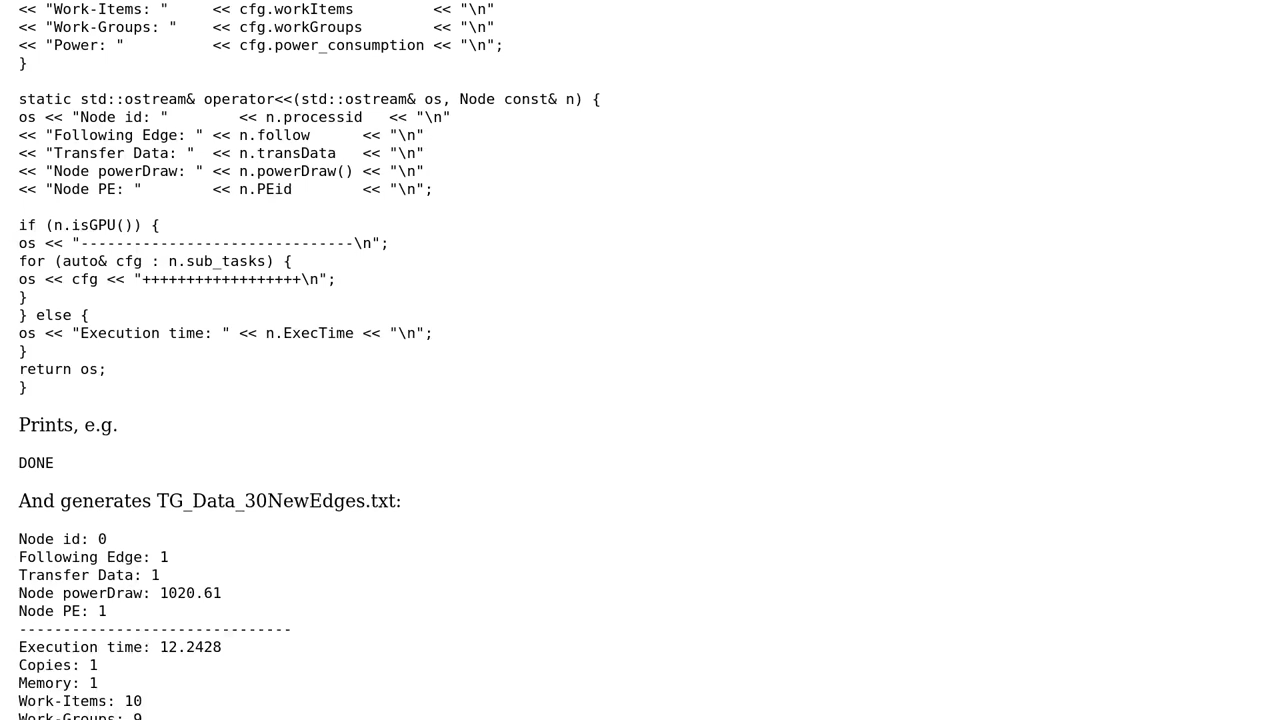 << "Work-Items: "     << cfg.workItems         << "\n"
<< "Work-Groups: "    << cfg.workGroups        << "\n"
<< "Power: "          << cfg.power_consumption << "\n";
}

static std::ostream& operator<<(std::ostream& os, Node const& n) {
os << "Node id: "        << n.processid   << "\n"
<< "Following Edge: " << n.follow      << "\n"
<< "Transfer Data: "  << n.transData   << "\n"
<< "Node powerDraw: " << n.powerDraw() << "\n"
<< "Node PE: "        << n.PEid        << "\n";

if (n.isGPU()) {
os << "-------------------------------\n";
for (auto& cfg : n.sub_tasks) {
os << cfg << "++++++++++++++++++\n";
}
} else {
os << "Execution time: " << n.ExecTime << "\n";
}
return os;
}

Prints, e.g.

DONE

And generates TG_Data_30NewEdges.txt:

Node id: 0
Following Edge: 1
Transfer Data: 1
Node powerDraw: 1020.61
Node PE: 1
-------------------------------
Execution time: 12.2428
Copies: 1
Memory: 1
Work-Items: 10
Work-Groups: 9